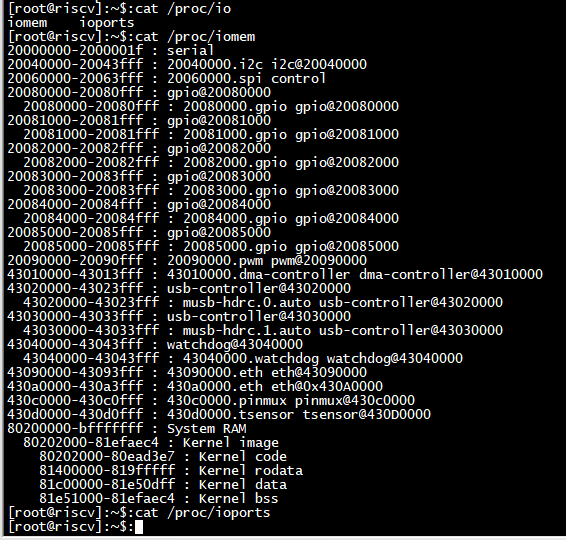 [root@riscv]:~$:cat /proc/io
iomem    ioports
[root@riscv]:~$:cat /proc/iomem
20000000-2000001f : serial
20040000-20043fff : 20040000.i2c i2c@20040000
20060000-20063fff : 20060000.spi control
20080000-20080fff : gpio@20080000
  20080000-20080fff : 20080000.gpio gpio@20080000
20081000-20081fff : gpio@20081000
  20081000-20081fff : 20081000.gpio gpio@20081000
20082000-20082fff : gpio@20082000
  20082000-20082fff : 20082000.gpio gpio@20082000
20083000-20083fff : gpio@20083000
  20083000-20083fff : 20083000.gpio gpio@20083000
20084000-20084fff : gpio@20084000
  20084000-20084fff : 20084000.gpio gpio@20084000
20085000-20085fff : gpio@20085000
  20085000-20085fff : 20085000.gpio gpio@20085000
20090000-20090fff : 20090000.pwm pwm@20090000
43010000-43013fff : 43010000.dma-controller dma-controller@43010000
43020000-43023fff : usb-controller@43020000
  43020000-43023fff : musb-hdrc.0.auto usb-controller@43020000
43030000-43033fff : usb-controller@43030000
  43030000-43033fff : musb-hdrc.1.auto usb-controller@43030000
43040000-43043fff : watchdog@43040000
  43040000-43043fff : 43040000.watchdog watchdog@43040000
43090000-43093fff : 43090000.eth eth@43090000
430a0000-430a3fff : 430a0000.eth eth@0x430A0000
430c0000-430c0fff : 430c0000.pinmux pinmux@430c0000
430d0000-430d0fff : 430d0000.tsensor tsensor@430D0000
80200000-bfffffff : System RAM
  80202000-81efaec4 : Kernel image
    80202000-80ead3e7 : Kernel code
    81400000-819fffff : Kernel rodata
    81c00000-81e50dff : Kernel data
    81e51000-81efaec4 : Kernel bss
[root@riscv]:~$:cat /proc/ioports
[root@riscv]:~$: